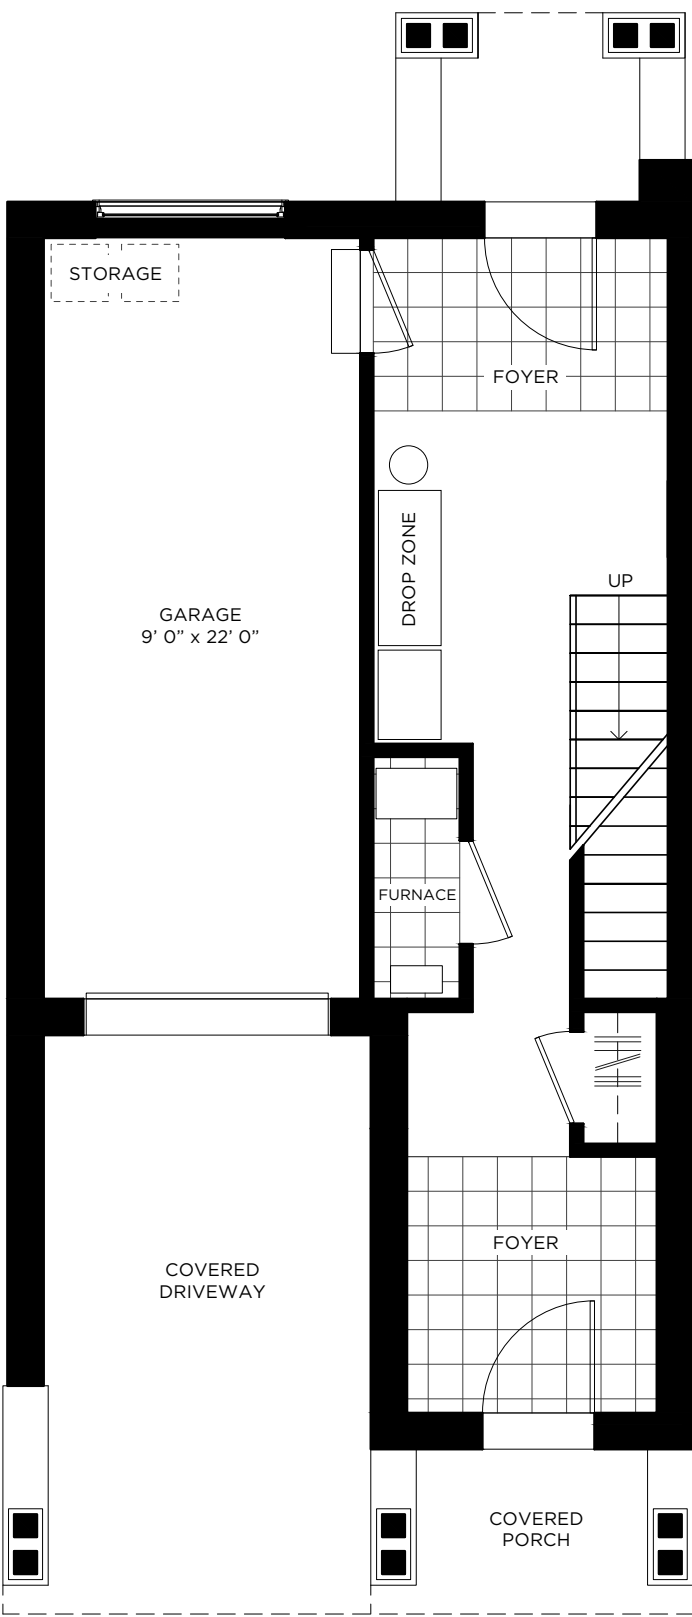 STORAGE
FOYER
DROP ZONE
UP
GARAGE
9’ 0” x 22’ 0”
FURNACE
FOYER
COVERED
DRIVEWAY
COVERED
PORCH